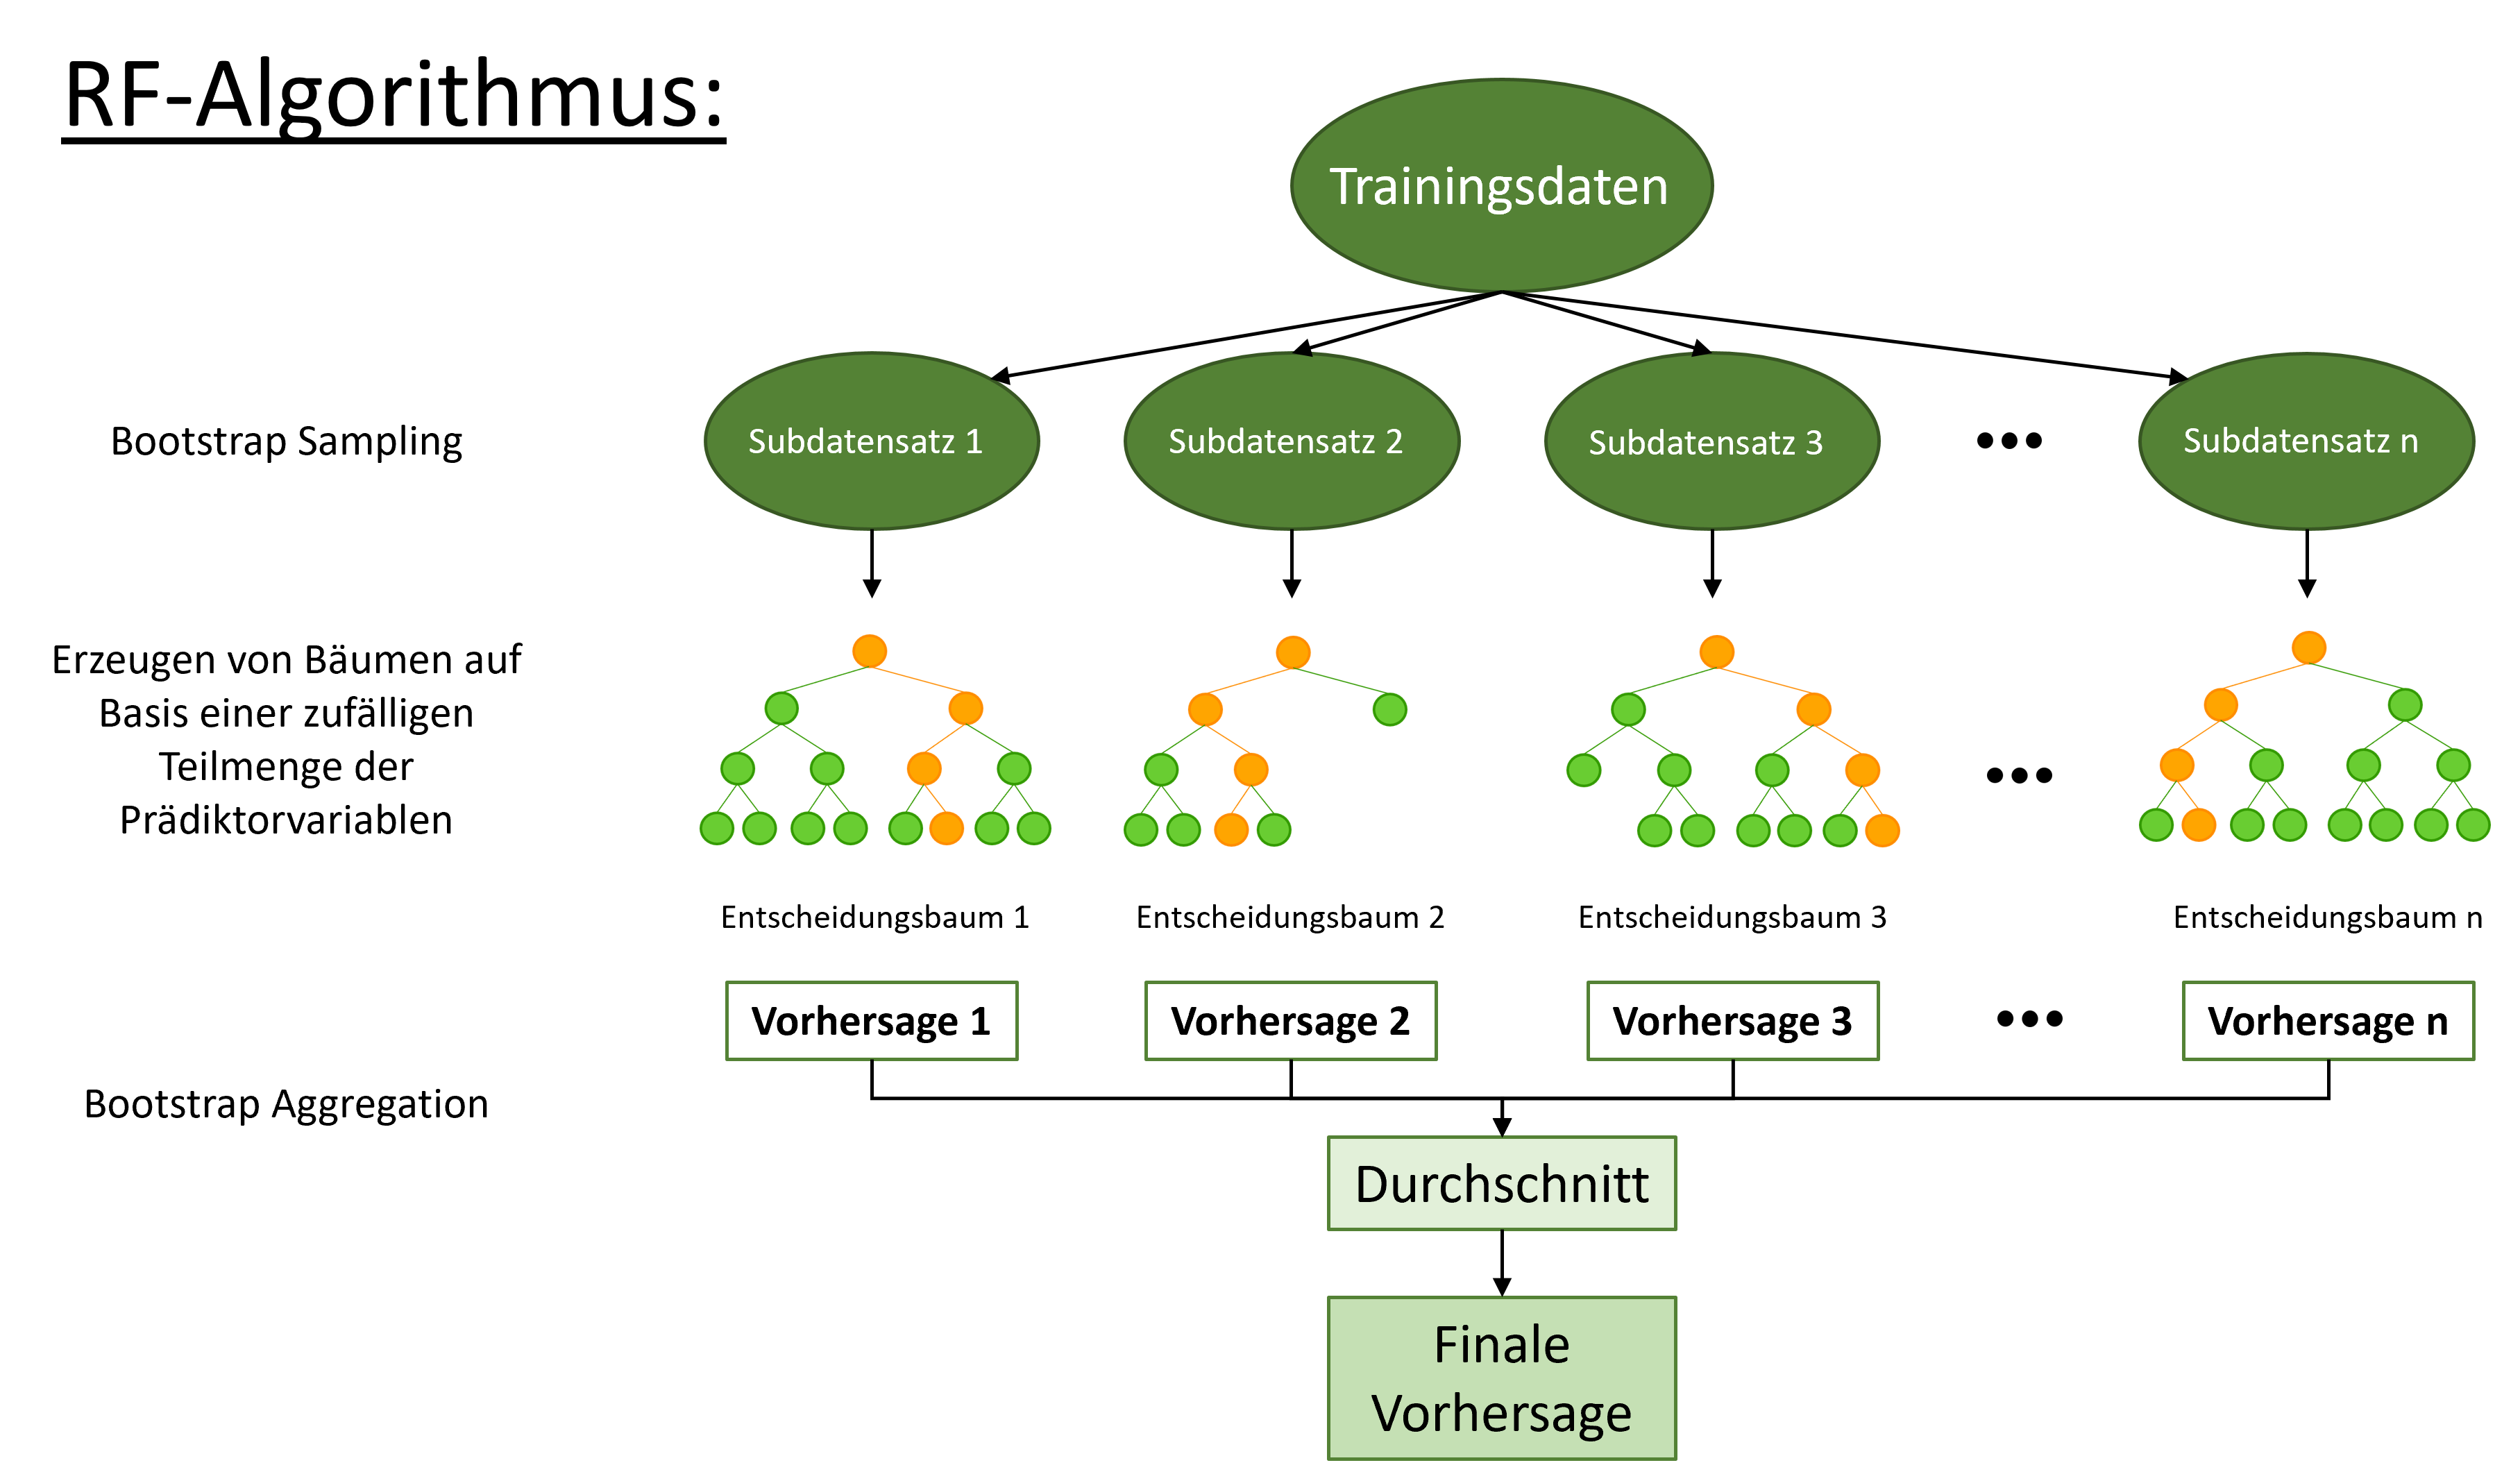 RF-Algorithmus:
Trainingsdaten
Bootstrap Sampling
Subdatensatz 1
Subdatensatz 2
Subdatensatz 3
Subdatensatz n
Erzeugen von Bäumen auf
Basis einer zufälligen
Teilmenge der
Prädiktorvariablen
Entscheidungsbaum 1
Entscheidungsbaum 2
Entscheidungsbaum 3
Entscheidungsbaum n
Vorhersage 1
Vorhersage 2
Vorhersage 3
Vorhersage n
Bootstrap Aggregation
Durchschnitt
Finale
Vorhersage